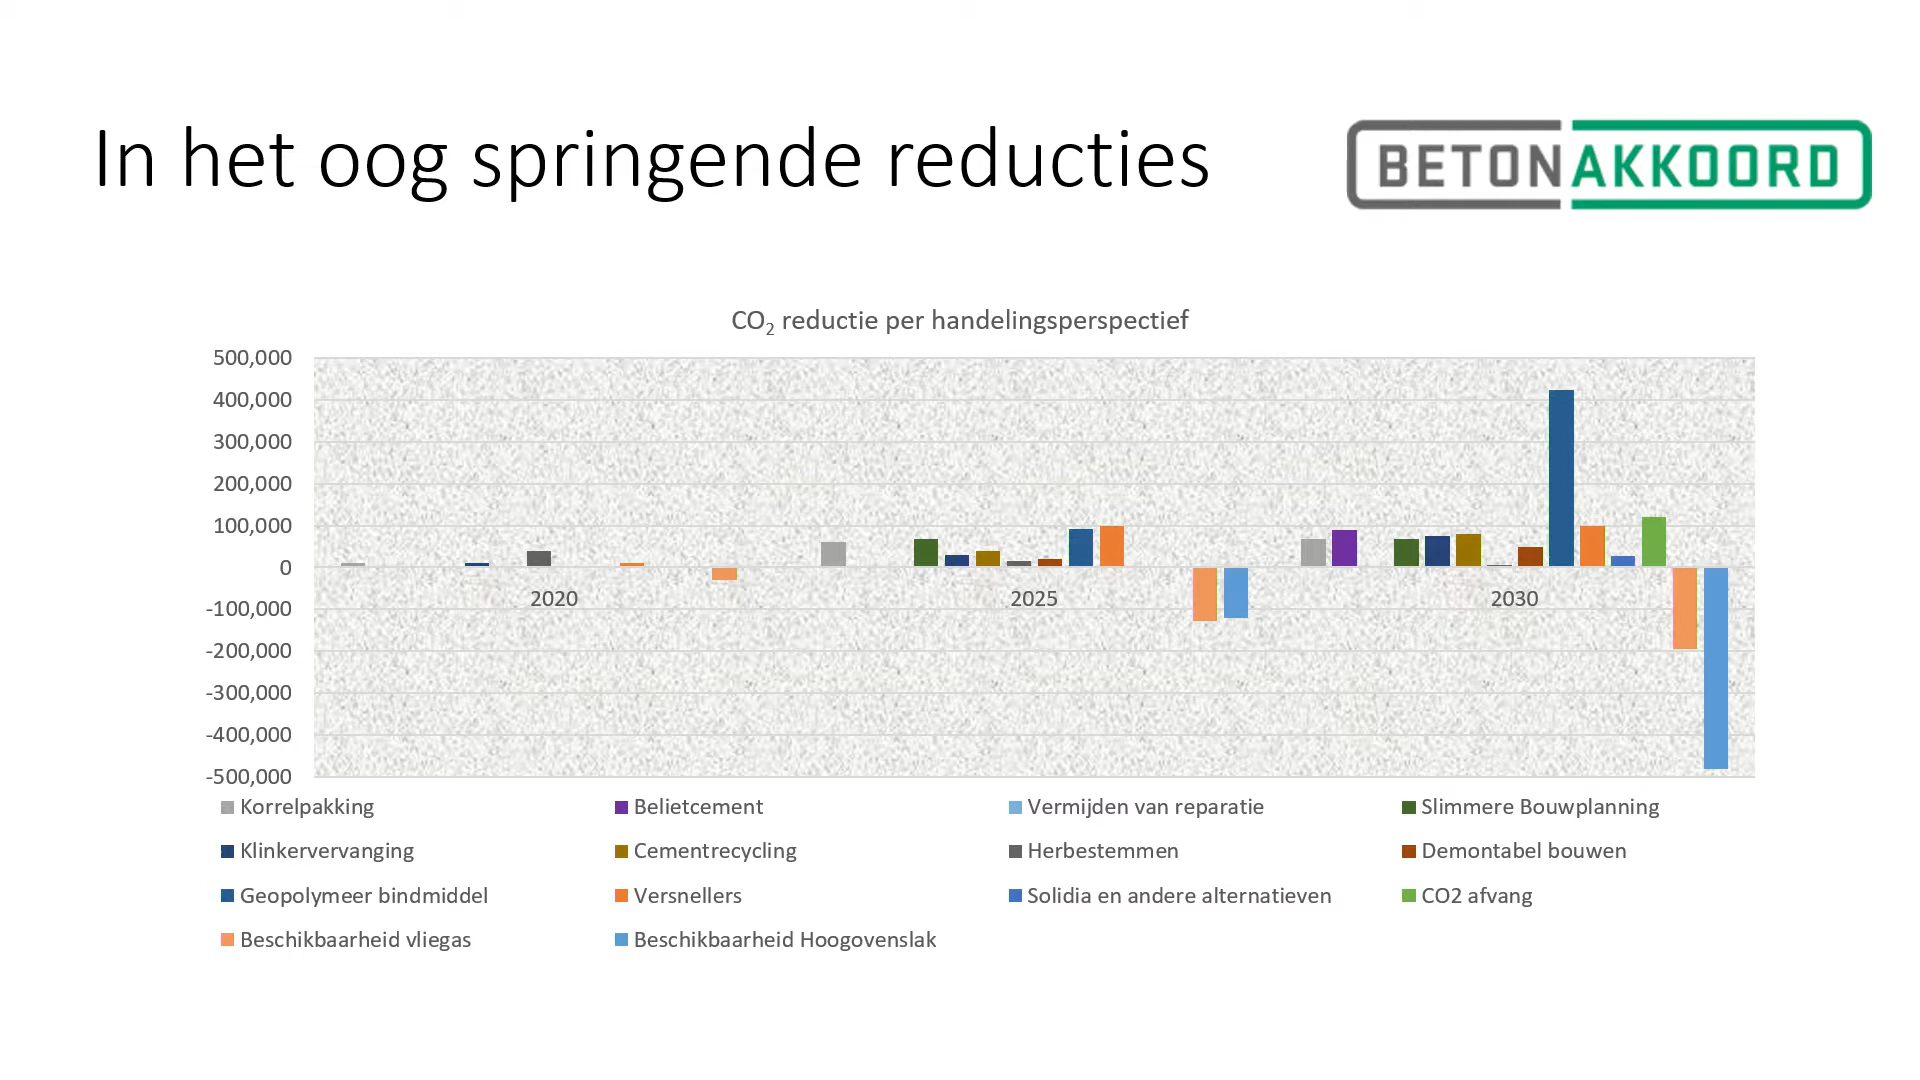 In het oog springende reducties
BETONAKKOORD
CO2 reductie per handelingsperspectief
500,000
400,000
300,000
200,000
100,000
0
-100,000
-200,000
-300,000
-400,000
-500,000
2020
2025
2030
Korrelpakking
Belietcement
Vermijden van reparatie
Slimmere Bouwplanning
Klinkervervanging
Cementrecycling
Herbestemmen
Demontabel bouwen
Geopolymeer bindmiddel
Versnellers
Solidia en andere alternatieven
CO2 afvang
Beschikbaarheid vliegas
Beschikbaarheid Hoogovenslak